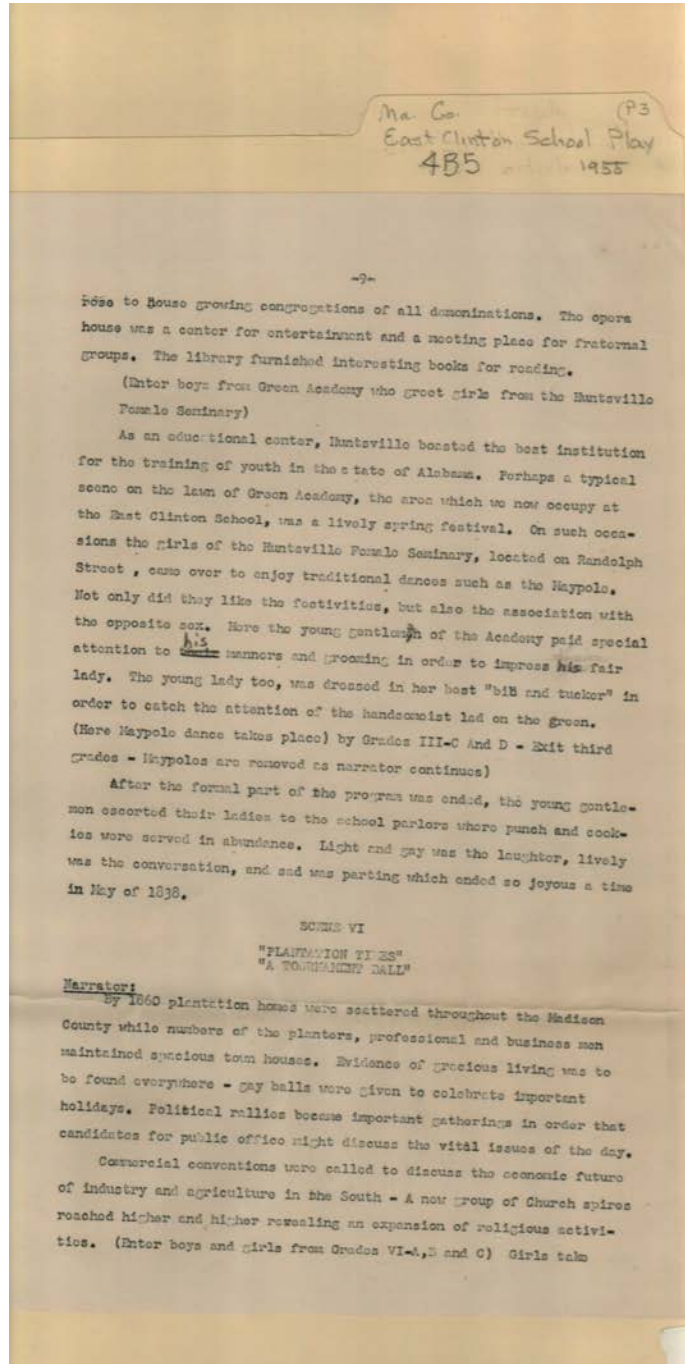 Ma. Co. (P3
East Clinton School Play
4B5 1955
-9-
rose to house growing congregations of all demoninations. The opera
house was a center for entertainment and a meeting place for fraternal
groups. The library furnished interesting books for reading.
(Enter boys from Green Academy who greet girls from the Huntsville
Female Seminary)
As an educational center, Huntsville boasted the best institution
for the training of youth in the state of Alabama. Perhaps a typical
scene on the lawn of Green Academy, the area which we now occupy at
the East Clinton School, was a lively spring festival. On such occa-
sions the girls of the Huntsville Female Seminary, located on Randolph
Street , came over to enjoy traditional dances such as the Maypole.
Not only did they like the festivities, but also the association with
the opposite sex. Here the young gentleman of the Academy paid special
his
attention to manners and grooming in order to impress his fair
lady. The young lady too, was dressed in her best "bib and tucker" in
order to catch the attention of the handsomeist lad on the green.
(Here Maypole dance takes place) by Grades III-C And D - Exit third
grades - Maypoles are removed as narrator continues)
After the formal part of the program was ended, the young gentle-
men escorted their ladies to the school parlors where punch and cook-
ies were served in abundance. Light and gay was the laughter, lively
was the conversation, and sad was parting which ended so joyous a time
in May of 1838.
SCENE VI
"PLANTATION TIMES"
"A TOURNAMENT BALL"
Narrator:
By 1860 plantation homes were scattered throughout the Madison
County while numbers of the planters, professional and business men
maintained spacious town houses. Evidence of gracious living was to
be found everywhere - gay balls were given to celebrate important
holidays. Political rallies became important gatherings in order that
candidates for public office might discuss the vital issues of the day.
Commercial conventions were called to discuss the economic future
of industry and agriculture in the South - A new group of Church spires
reached higher and higher revealing an expansion of religious activi-
ties. (Enter boys and girls from Grades VI-A,B and C) Girls take